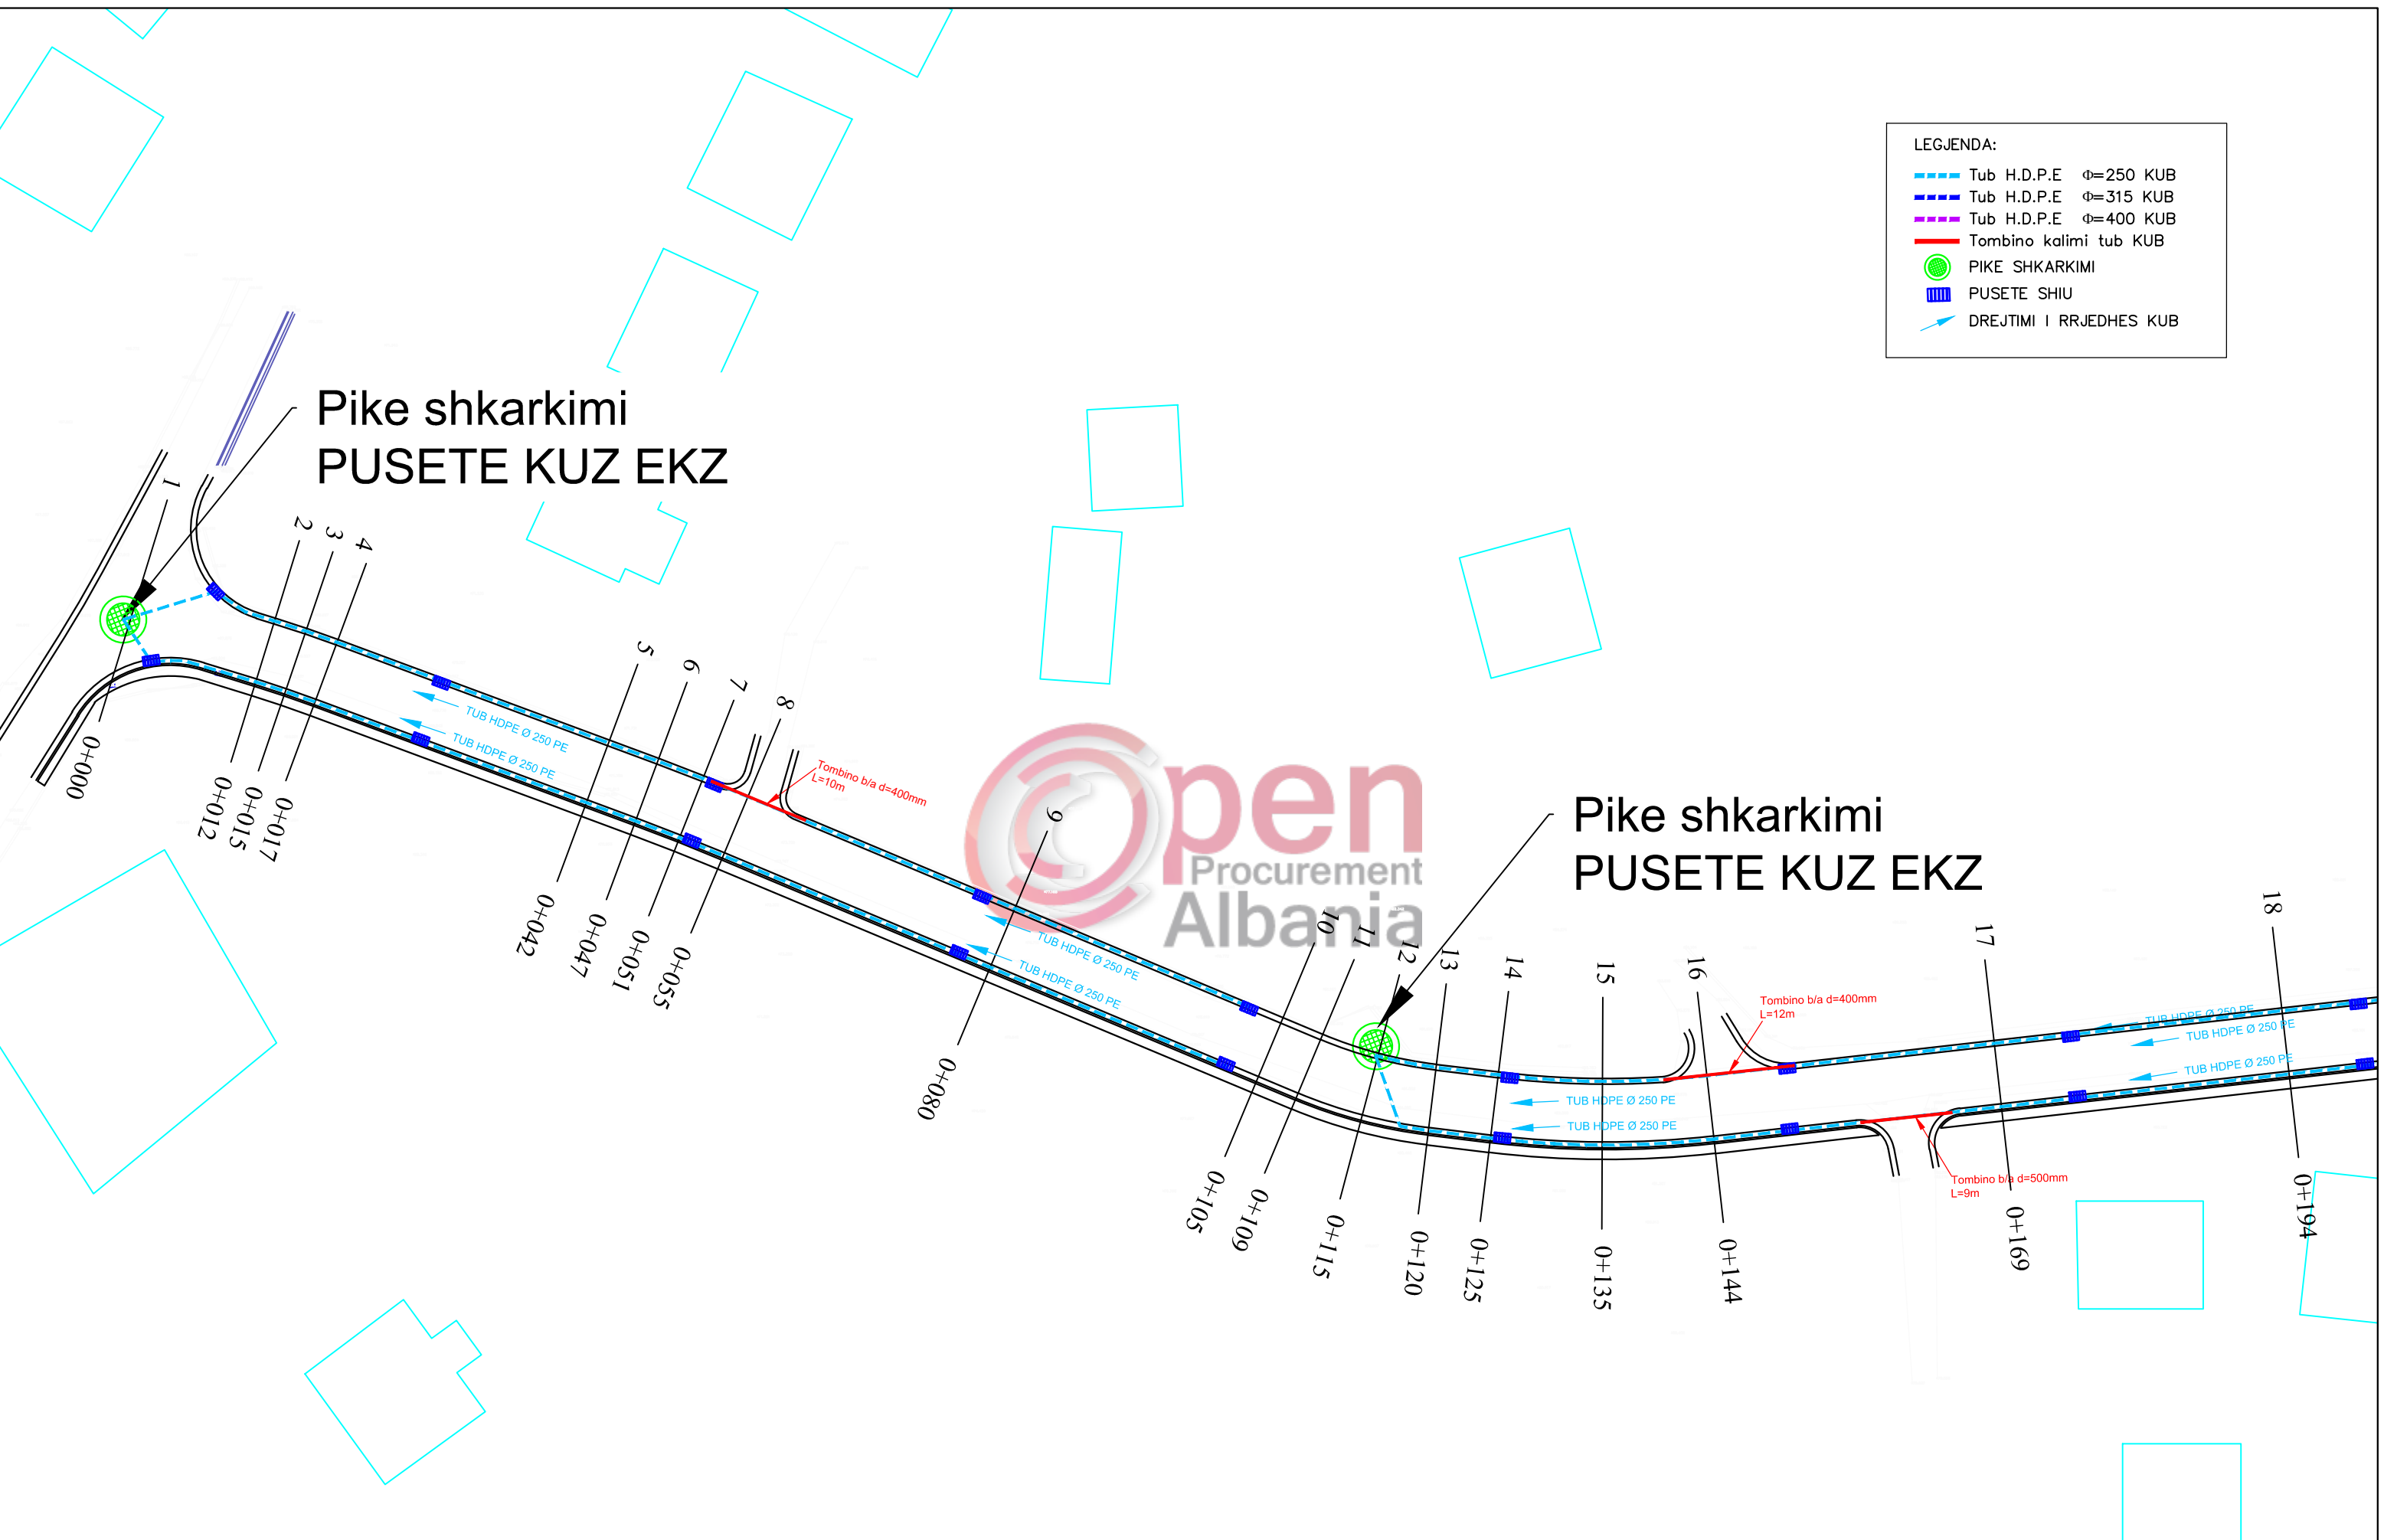 LEGJENDA:
Tub H.D.P.E Φ=250 KUB
Tub H.D.P.E Φ=315 KUB
Tub H.D.P.E Φ=400 KUB
Tombino kalimi tub KUB
PIKE SHKARKIMI
PUSETE SHIU
DREJTIMI I RRJEDHES KUB
Pike shkarkimi
PUSETE KUZ EKZ
1
2
3
4
5
6
7
8
TUB HDPE Ø 250 PE
TUB HDPE Ø 250 PE
Tombino b/a d=400mm
L=10m
0+000
0+012
0+015
0+017
0+042
0+047
0+051
0+055
Open
Procurement
Albania
Pike shkarkimi
PUSETE KUZ EKZ
9
10
11
12
13
14
15
16
17
18
TUB HDPE Ø 250 PE
TUB HDPE Ø 250 PE
Tombino b/a d=400mm
L=12m
TUB HDPE Ø 250 PE
TUB HDPE Ø 250 PE
TUB HDPE Ø 250 PE
TUB HDPE Ø 250 PE
TUB HDPE Ø 250 PE
Tombino b/a d=500mm
L=9m
0+080
0+105
0+109
0+115
0+120
0+125
0+135
0+144
0+169
0+194